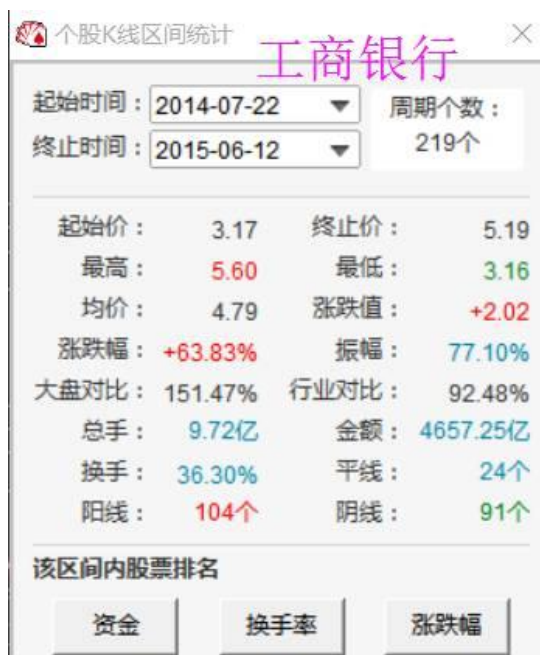 个股K线区间统计
工商银行
起始时间： 2014-07-22
周期个数：
终止时间： 2015-06-12
219个
起始价： 3.17 终止价： 5.19
最高： 5.60 最低： 3.16
均价： 4.79 涨跌值： +2.02
涨跌幅： +63.83% 振幅： 77.10%
大盘对比： 151.47% 行业对比： 92.48%
总手： 9.72亿 金额： 4657.25亿
换手： 36.30% 平线： 24个
阳线： 104个 阴线： 91个
该区间内股票排名
资金 换手率 涨跌幅